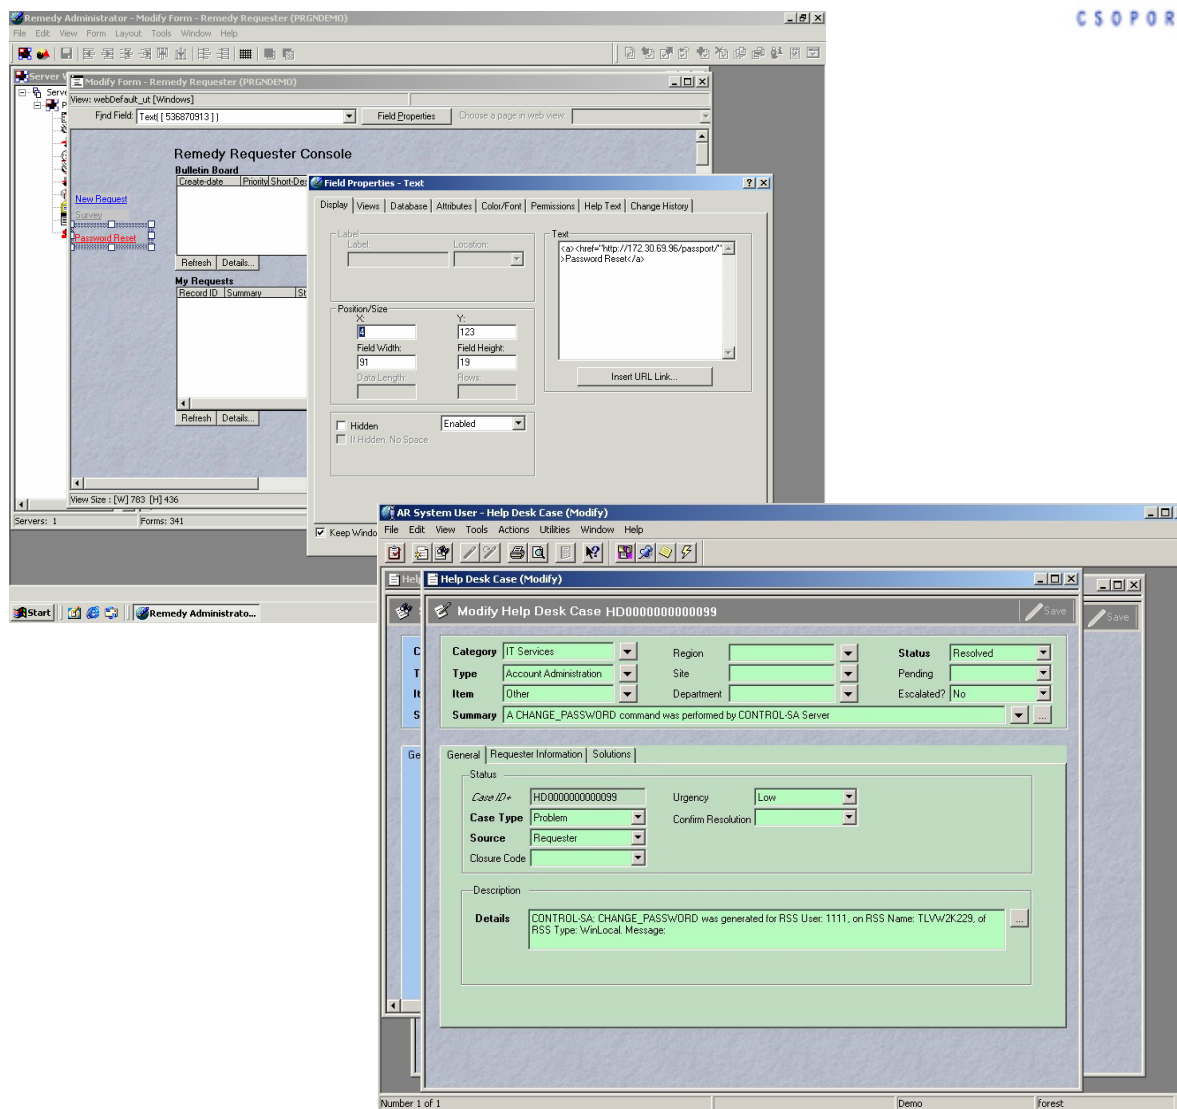 CSOPOR
Remedy Administrator - Modify Form - Remedy Requester (PRGNDEMO)
File Edit View Form Layout Tools Window Help
Server W
Modify Form - Remedy Requester (PRGNDEMO)
Serve
View: webDefault_ut [Windows]
Find Field: Text( [ 536870913 ] ) Field Properties Choose a page in web view:
Remedy Requester Console
Bulletin Board
Create-date Priority Short-Des
New Request
Survey
Password Reset
Refresh Details...
My Requests
Record ID Summary St
Refresh Details...
View Size : [W] 783 [H] 436
Servers: 1 Forms: 341
Field Properties - Text
Display Views Database Attributes Color/Font Permissions Help Text Change History
Label
Label: Location:
Text
<a><href="http://172.30.69.96/passport/"
>Password Reset</a>
Position/Size
X: Y:
4 123
Field Width: Field Height:
91 19
Data Length: Rows:
Insert URL Link...
Hidden Enabled
If Hidden, No Space
Keep Windo
Start Remedy Administrato...
AR System User - Help Desk Case (Modify)
File Edit View Tools Actions Utilities Window Help
Help Help Desk Case (Modify)
Modify Help Desk Case HD0000000000099 Save Save
C Category IT Services Region Status Resolved
T Type Account Administration Site Pending
It Item Other Department Escalated? No
S Summary A CHANGE_PASSWORD command was performed by CONTROL-SA Server ...
Ge General Requester Information Solutions
Status
Case ID+ HD0000000000099 Urgency Low
Case Type Problem Confirm Resolution
Source Requester
Closure Code
Description
Details CONTROL-SA: CHANGE_PASSWORD was generated for RSS User: 1111, on RSS Name: TLVW2K229, of ...
RSS Type: WinLocal. Message:
Number 1 of 1 Demo forest